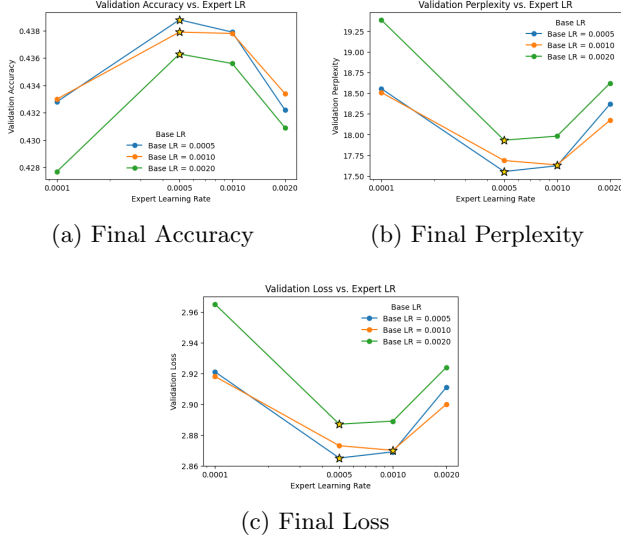 Validation Accuracy vs. Expert LR
Validation Accuracy
0.438
0.436
0.434
0.432
0.430
0.428
Base LR
Base LR = 0.0005
Base LR = 0.0010
Base LR = 0.0020
0.0001
0.0005
0.0010
0.0020
Expert Learning Rate
(a) Final Accuracy
Validation Perplexity vs. Expert LR
Validation Perplexity
19.25
19.00
18.75
18.50
18.25
18.00
17.75
17.50
Base LR
Base LR = 0.0005
Base LR = 0.0010
Base LR = 0.0020
0.0001
0.0005
0.0010
0.0020
Expert Learning Rate
(b) Final Perplexity
Validation Loss vs. Expert LR
Validation Loss
2.96
2.94
2.92
2.90
2.88
2.86
Base LR
Base LR = 0.0005
Base LR = 0.0010
Base LR = 0.0020
0.0001
0.0005
0.0010
0.0020
Expert Learning Rate
(c) Final Loss